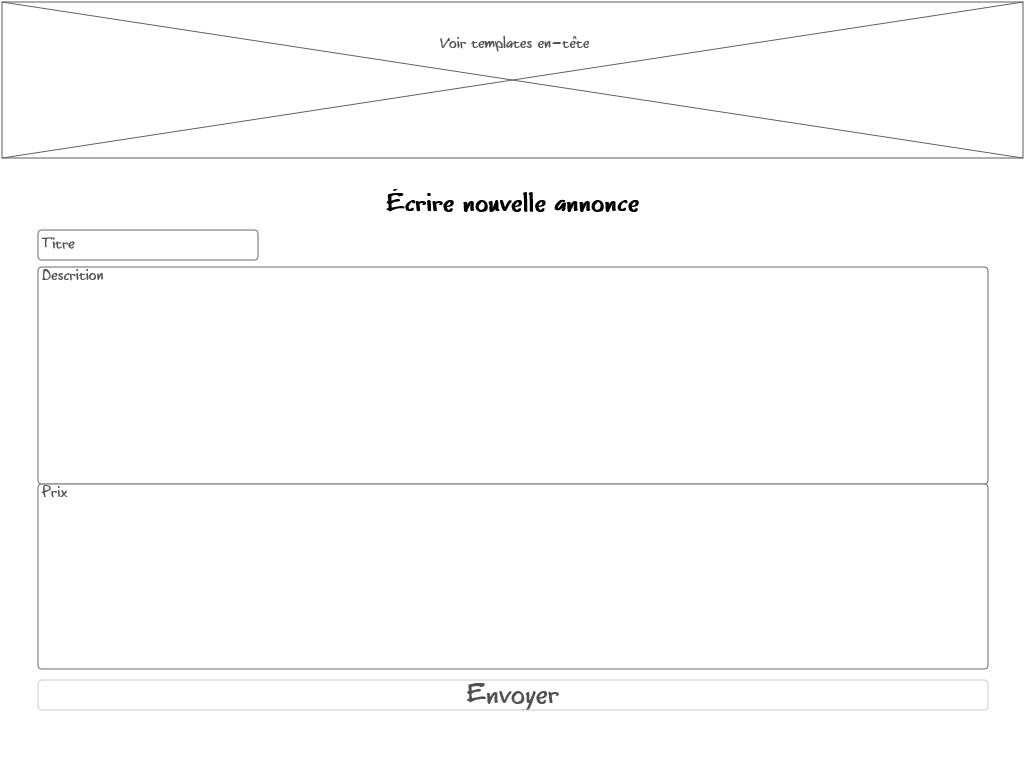 Voir templates en-tête
Écrire nouvelle annonce
Titre
Descrition
Prix
Envoyer